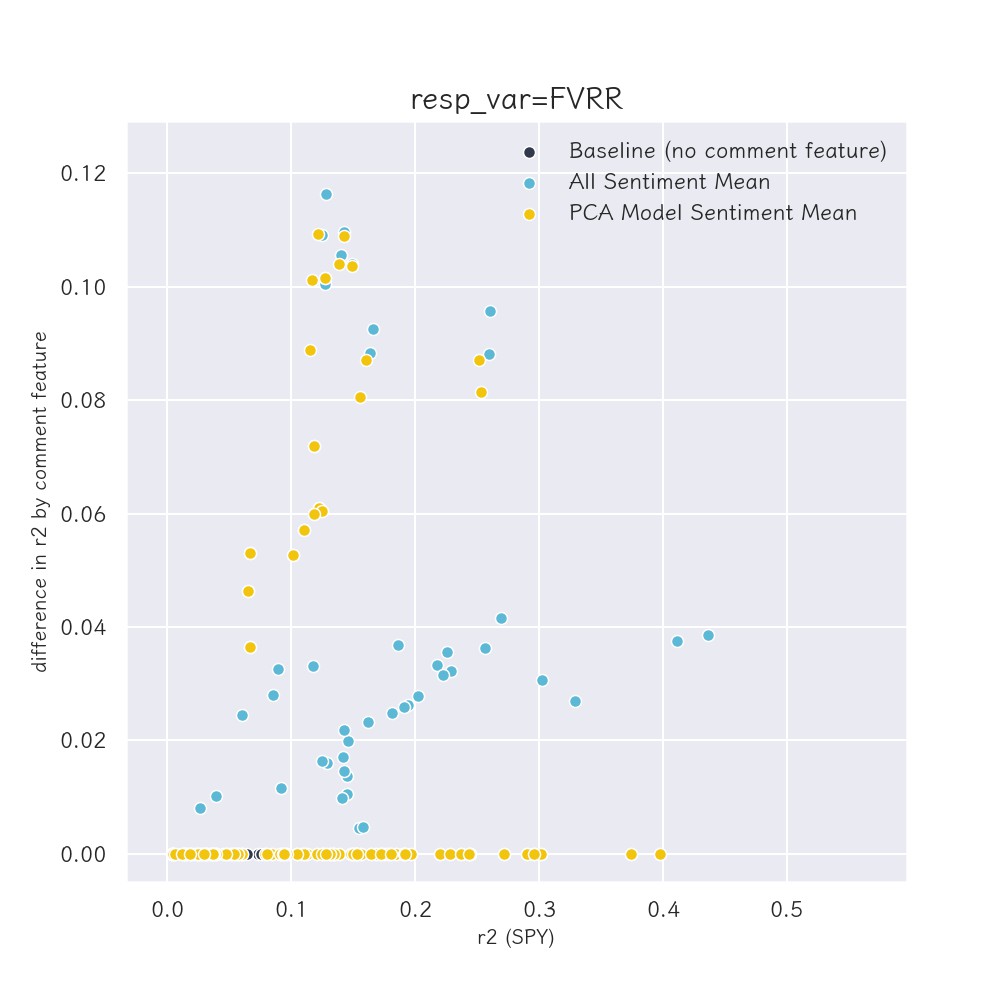 resp_var=FVRR
Baseline (no comment feature)
All Sentiment Mean
PCA Model Sentiment Mean
difference in r2 by comment feature
0.12
0.10
0.08
0.06
0.04
0.02
0.00
0.0 0.1 0.2 0.3 0.4 0.5
r2 (SPY)